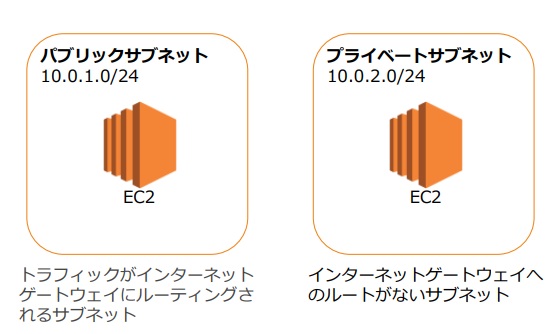 パブリックサブネット
10.0.1.0/24
EC2
トラフィックがインターネット
ゲートウェイにルーティングさ
れるサブネット
プライベートサブネット
10.0.2.0/24
EC2
インターネットゲートウェイへ
のルートがないサブネット